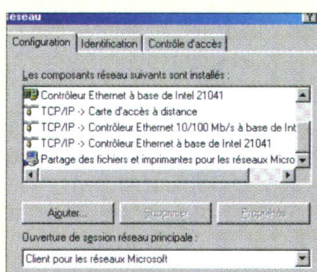 Réseau
Configuration Identification Contrôle d'accès
Les composants réseau suivants sont installés :
Contrôleur Ethernet à base de Intel 21041
TCP/IP -> Carte d'accès à distance
TCP/IP -> Contrôleur Ethernet 10/100 Mb/s à base de Int
TCP/IP -> Contrôleur Ethernet à base de Intel 21041
Partage des fichiers et imprimantes pour les réseaux Micro
Ajouter... Supprimer Propriétés
Ouverture de session réseau principale :
Client pour les réseaux Microsoft